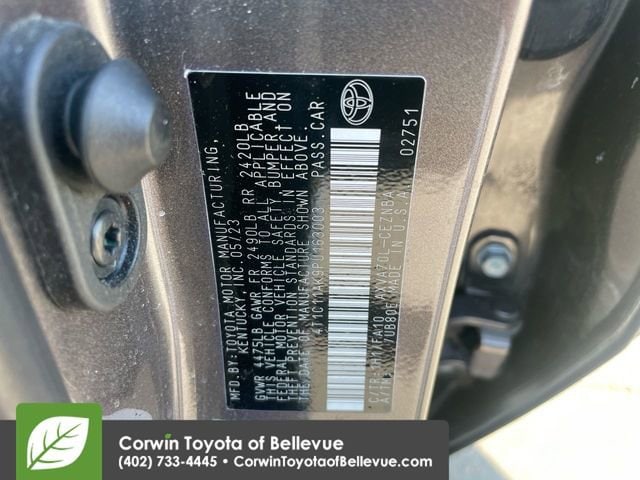 MFD. BY: TOYOTA MOTOR MANUFACTURING,
KENTUCKY, INC. 05/23
GVWR 4475LB GAWR FR 2490LB RR 2420LB
THIS VEHICLE CONFORMS TO ALL APPLICABLE
FEDERAL MOTOR VEHICLE SAFETY, BUMPER, AND
THEFT PREVENTION STANDARDS IN EFFECT ON
THE DATE OF MANUFACTURE SHOWN ABOVE.
PASS. CAR
C/TR:
A/TM:
MADE IN U.S.A.
02751
Corwin Toyota of Bellevue
(402) 733-4445 • CorwinToyotaofBellevue.com